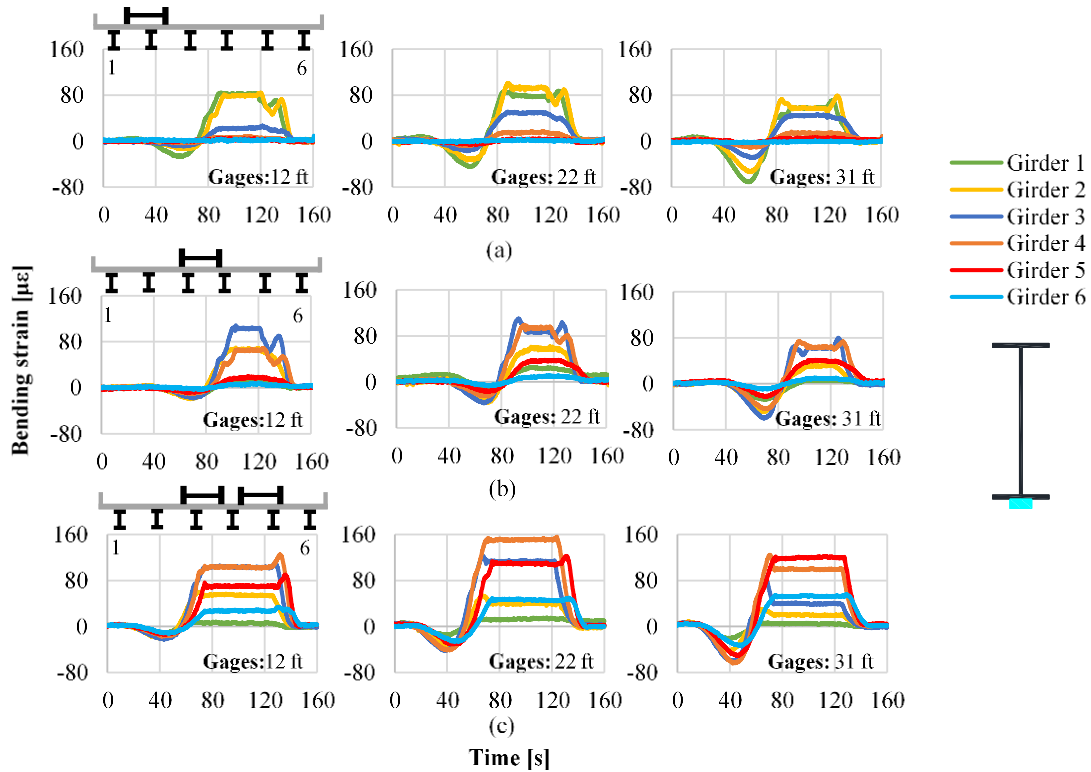 160
80
0
-80
1
6
Gages:12 ft
0 40 80 120 160
160
80
0
-80
Gages: 22 ft
0 40 80 120 160
160
80
0
-80
Gages: 31 ft
0 40 80 120 160
(a)
160
80
0
-80
1
6
Gages:12 ft
0 40 80 120 160
160
80
0
-80
Gages: 22 ft
0 40 80 120 160
160
80
0
-80
Gages: 31 ft
0 40 80 120 160
(b)
160
80
0
-80
1
6
Gages:12 ft
0 40 80 120 160
160
80
0
-80
Gages: 22 ft
0 40 80 120 160
160
80
0
-80
Gages: 31 ft
0 40 80 120 160
(c)
Bending strain [με]
Time [s]
Girder 1
Girder 2
Girder 3
Girder 4
Girder 5
Girder 6